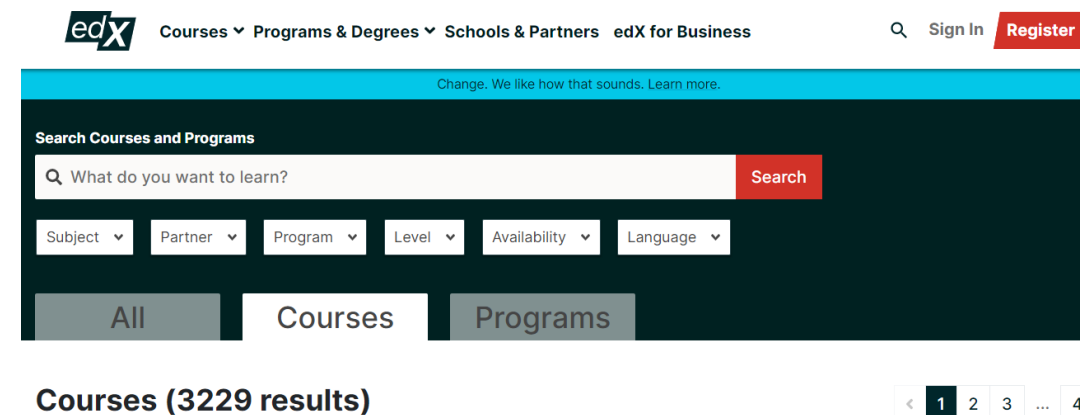 edX Courses Programs & Degrees Schools & Partners edX for Business Sign In Register
Change. We like how that sounds. Learn more.
Search Courses and Programs
What do you want to learn? Search
Subject Partner Program Level Availability Language
All Courses Programs
Courses (3229 results) 1 2 3 ...